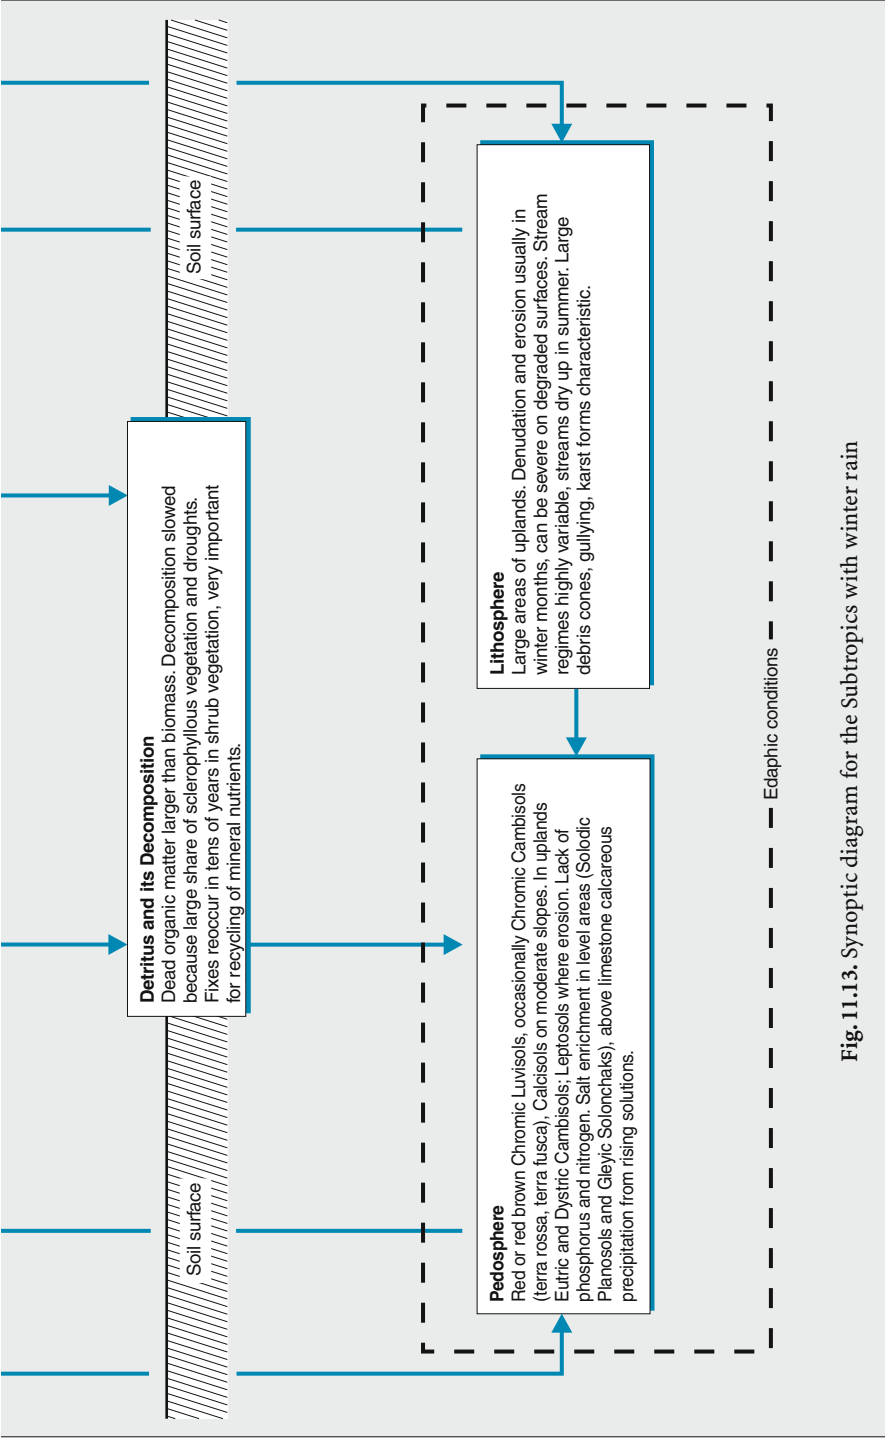 Soil surface
Soil surface
Detritus and its Decomposition
Dead organic matter larger than biomass. Decomposition slowed
because large share of sclerophyllous vegetation and droughts.
Fixes reoccur in tens of years in shrub vegetation, very important
for recycling of mineral nutrients.
Pedosphere
Red or red brown Chromic Luvisols, occasionally Chromic Cambisols
(terra rossa, terra fusca), Calcisols on moderate slopes. In uplands
Eutric and Dystric Cambisols; Leptosols where erosion. Lack of
phosphorus and nitrogen. Salt enrichment in level areas (Solodic
Planosols and Gleyic Solonchaks), above limestone calcareous
precipitation from rising solutions.
Lithosphere
Large areas of uplands. Denudation and erosion usually in
winter months, can be severe on degraded surfaces. Stream
regimes highly variable, streams dry up in summer. Large
debris cones, gullying, karst forms characteristic.
Edaphic conditions
Fig. 11.13. Synoptic diagram for the Subtropics with winter rain